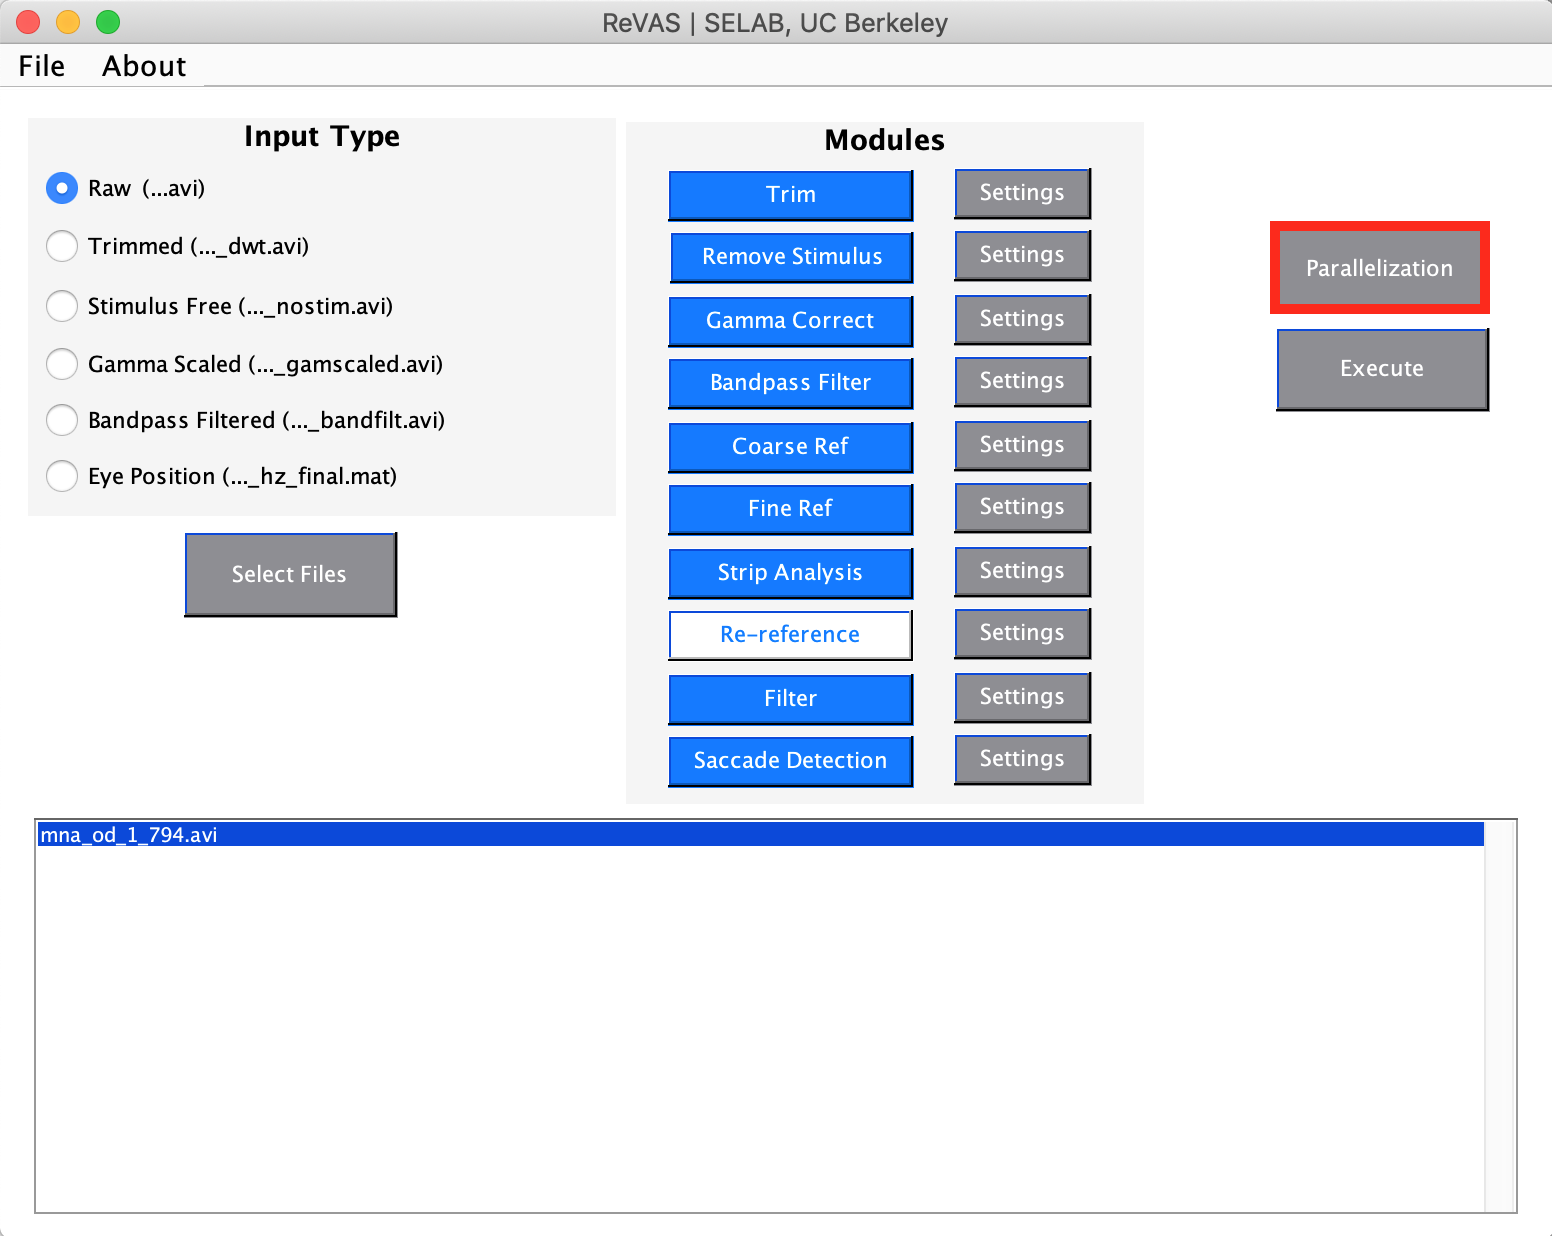 ReVAS | SELAB, UC Berkeley
File About
Input Type
Raw (...avi)
Trimmed (..._dwt.avi)
Stimulus Free (..._nostim.avi)
Gamma Scaled (..._gamscaled.avi)
Bandpass Filtered (..._bandfilt.avi)
Eye Position (..._hz_final.mat)
Select Files
Modules
Trim Settings
Remove Stimulus Settings
Gamma Correct Settings
Bandpass Filter Settings
Coarse Ref Settings
Fine Ref Settings
Strip Analysis Settings
Re-reference Settings
Filter Settings
Saccade Detection Settings
Parallelization
Execute
mna_od_1_794.avi